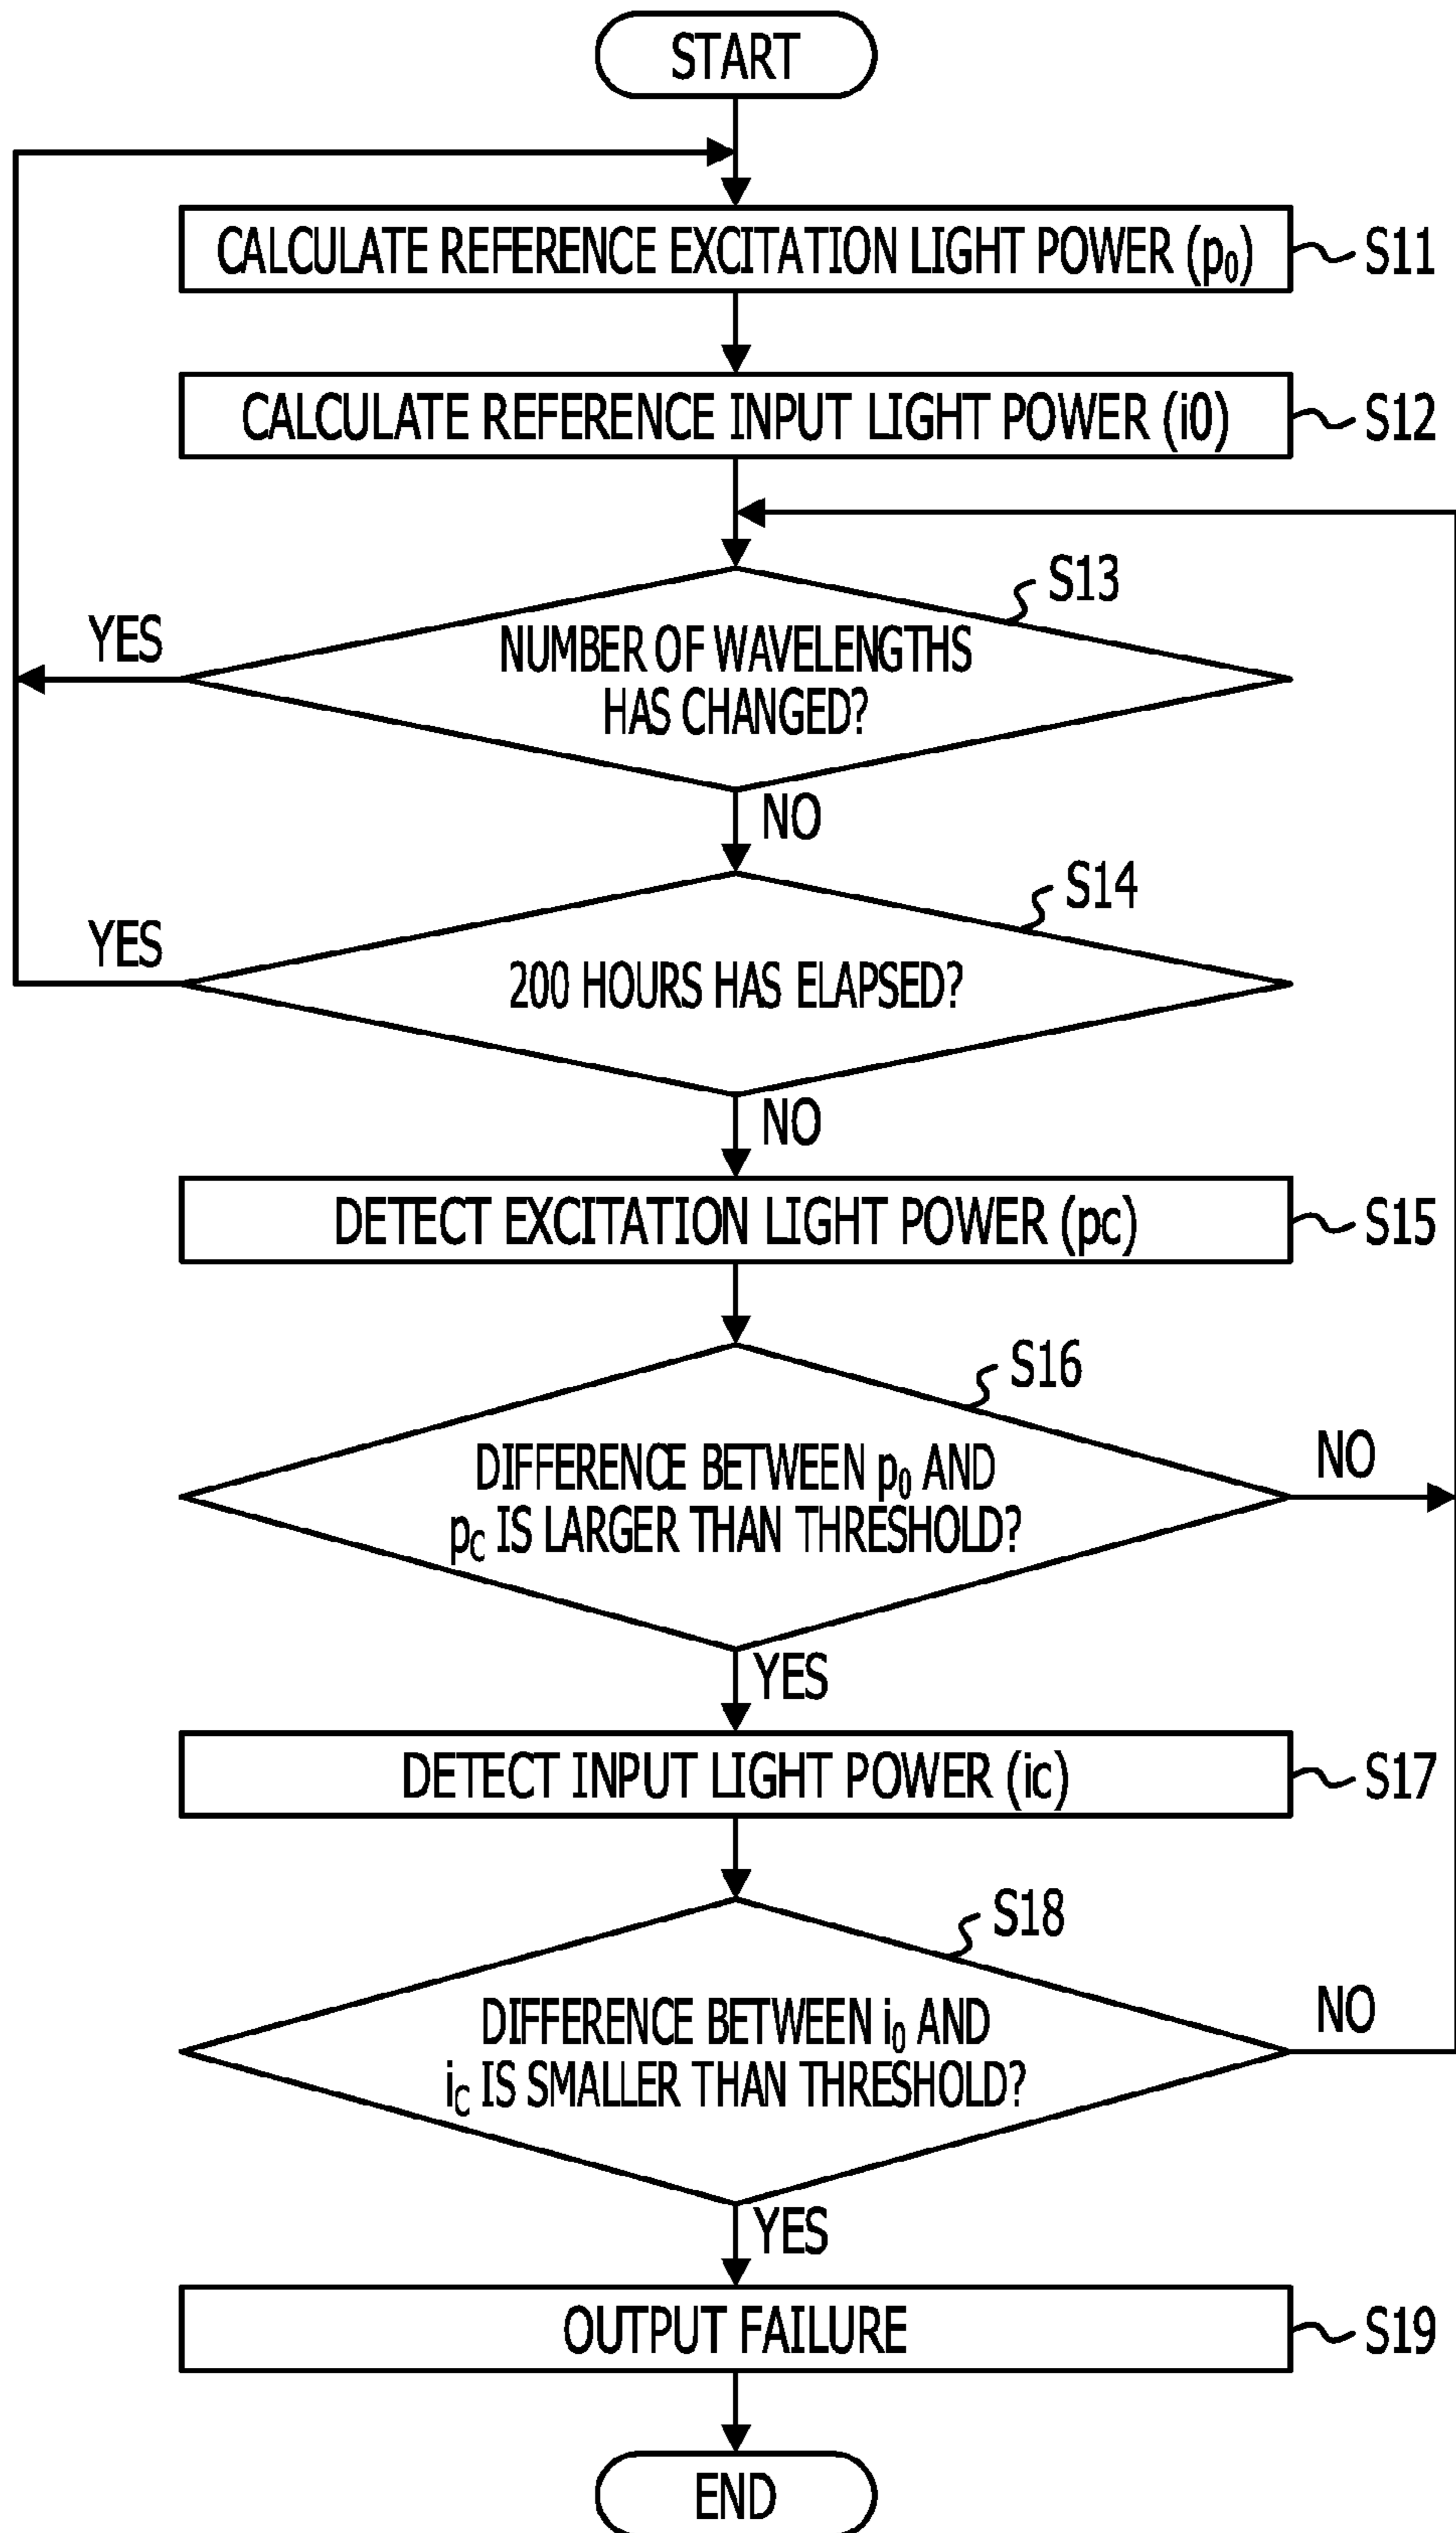 START
CALCULATE REFERENCE EXCITATION LIGHT POWER (p0)
S11
CALCULATE REFERENCE INPUT LIGHT POWER (i0)
S12
S13
YES
NUMBER OF WAVELENGTHS
HAS CHANGED?
NO
S14
YES
200 HOURS HAS ELAPSED?
NO
DETECT EXCITATION LIGHT POWER (pc)
S15
S16
NO
DIFFERENCE BETWEEN p0 AND
pC IS LARGER THAN THRESHOLD?
YES
DETECT INPUT LIGHT POWER (ic)
S17
S18
NO
DIFFERENCE BETWEEN i0 AND
iC IS SMALLER THAN THRESHOLD?
YES
OUTPUT FAILURE
S19
END